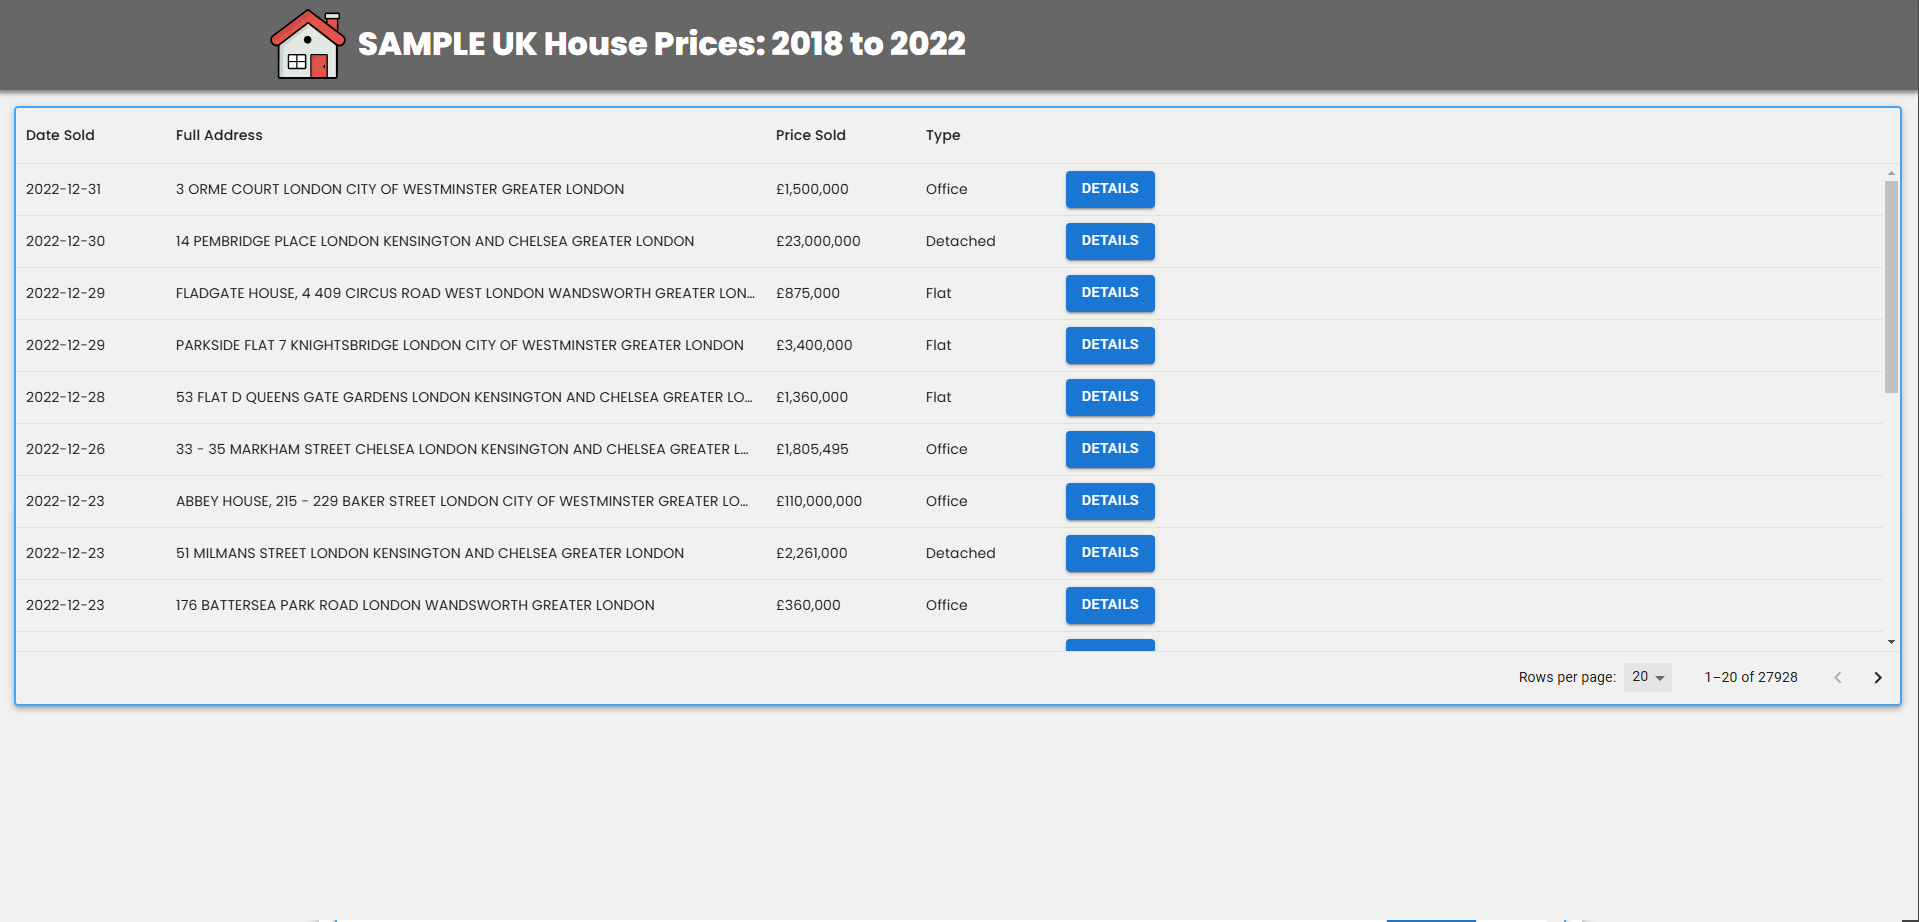 SAMPLE UK House Prices: 2018 to 2022
Date Sold Full Address Price Sold Type
2022-12-31 3 ORME COURT LONDON CITY OF WESTMINSTER GREATER LONDON £1,500,000 Office DETAILS
2022-12-30 14 PEMBRIDGE PLACE LONDON KENSINGTON AND CHELSEA GREATER LONDON £23,000,000 Detached DETAILS
2022-12-29 FLADGATE HOUSE, 4 409 CIRCUS ROAD WEST LONDON WANDSWORTH GREATER LON... £875,000 Flat DETAILS
2022-12-29 PARKSIDE FLAT 7 KNIGHTSBRIDGE LONDON CITY OF WESTMINSTER GREATER LONDON £3,400,000 Flat DETAILS
2022-12-28 53 FLAT D QUEENS GATE GARDENS LONDON KENSINGTON AND CHELSEA GREATER LO... £1,360,000 Flat DETAILS
2022-12-26 33 - 35 MARKHAM STREET CHELSEA LONDON KENSINGTON AND CHELSEA GREATER L... £1,805,495 Office DETAILS
2022-12-23 ABBEY HOUSE, 215 - 229 BAKER STREET LONDON CITY OF WESTMINSTER GREATER LO... £110,000,000 Office DETAILS
2022-12-23 51 MILMANS STREET LONDON KENSINGTON AND CHELSEA GREATER LONDON £2,261,000 Detached DETAILS
2022-12-23 176 BATTERSEA PARK ROAD LONDON WANDSWORTH GREATER LONDON £360,000 Office DETAILS
Rows per page: 20 1–20 of 27928